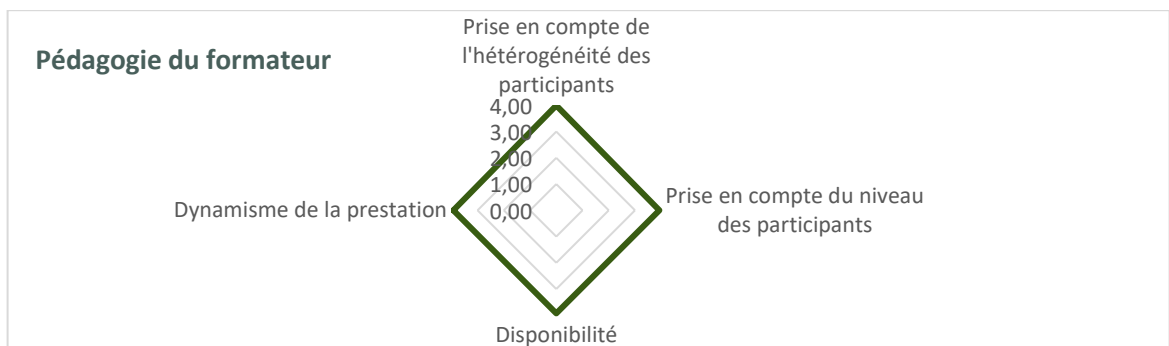 Pédagogie du formateur
Prise en compte de
l'hétérogénéité des
participants
4,00
3,00
2,00
1,00
0,00
Dynamisme de la prestation
Prise en compte du niveau
des participants
Disponibilité